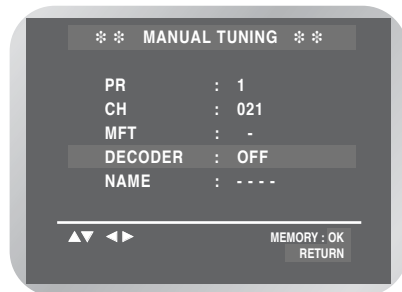 ❇ ❇ MANUAL TUNING ❇ ❇
PR : 1
CH : 021
MFT : -
DECODER : OFF
NAME : - - - -
▲▼ ◄► MEMORY : OK
RETURN